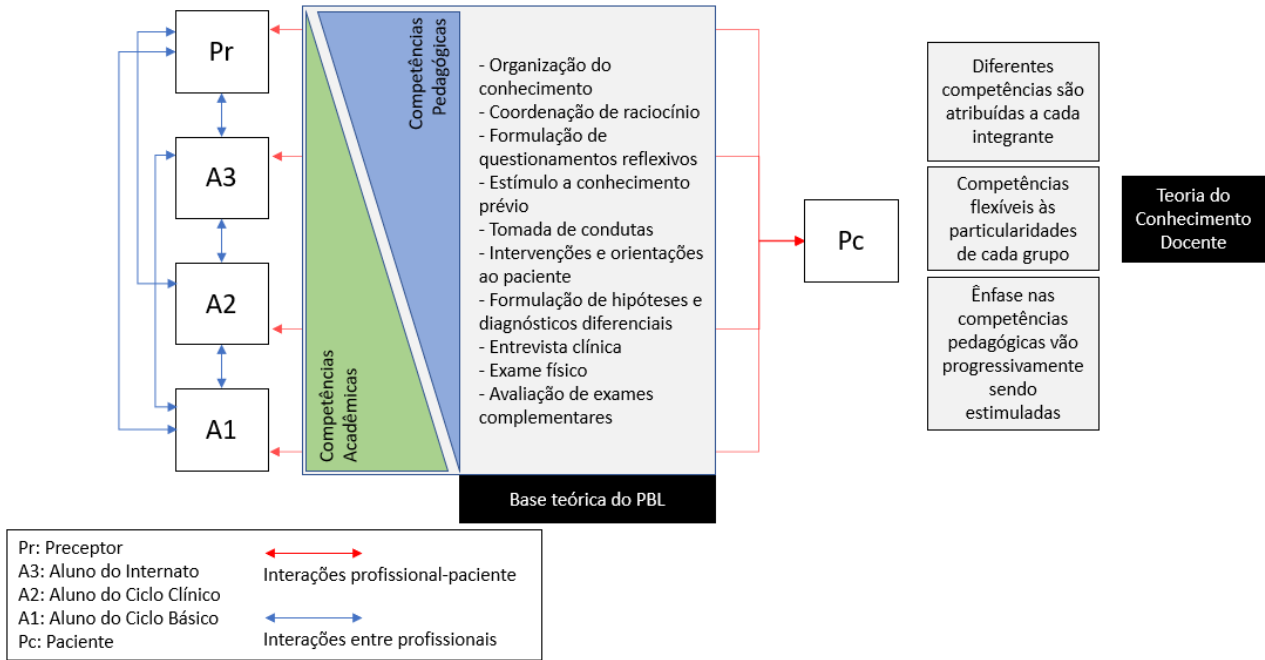 Pr
A3
A2
A1
Competências
Pedagógicas
Competências
Acadêmicas
- Organização do
conhecimento
- Coordenação de raciocínio
- Formulação de
questionamentos reflexivos
- Estímulo a conhecimento
prévio
- Tomada de condutas
- Intervenções e orientações
ao paciente
- Formulação de hipóteses e
diagnósticos diferenciais
- Entrevista clínica
- Exame físico
- Avaliação de exames
complementares
Base teórica do PBL
Pc
Diferentes
competências são
atribuídas a cada
integrante
Competências
flexíveis às
particularidades
de cada grupo
Ênfase nas
competências
pedagógicas vão
progressivamente
sendo
estimuladas
Teoria do
Conhecimento
Docente
Pr: Preceptor
A3: Aluno do Internato
A2: Aluno do Ciclo Clínico
A1: Aluno do Ciclo Básico
Pc: Paciente
Interações profissional-paciente
Interações entre profissionais